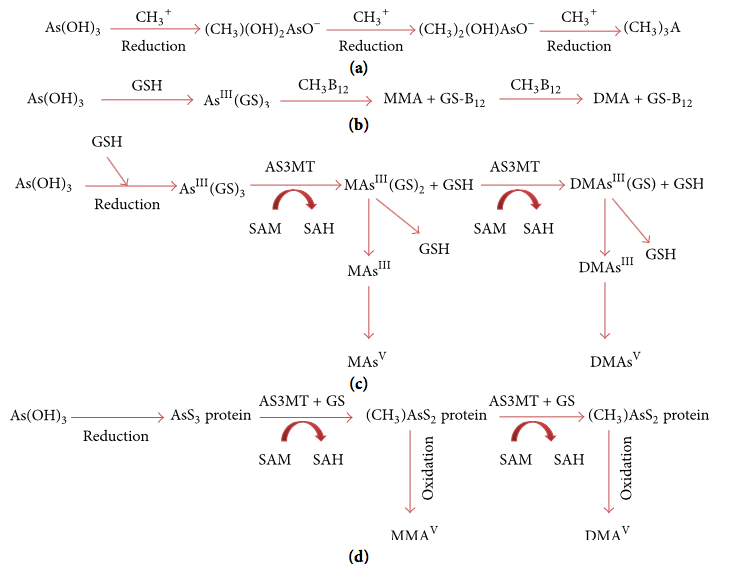 CH₃⁺ CH₃⁺ CH₃⁺
As(OH)₃ (CH₃)(OH)₂AsO⁻ (CH₃)₂(OH)AsO⁻ (CH₃)₃A
Reduction Reduction Reduction
(a)
GSH CH₃B₁₂ CH₃B₁₂
As(OH)₃ Asᴵᴵᴵ(GS)₃ MMA + GS-B₁₂ DMA + GS-B₁₂
(b)
GSH
AS3MT AS3MT
As(OH)₃ Asᴵᴵᴵ(GS)₃ MAsᴵᴵᴵ(GS)₂ + GSH DMAsᴵᴵᴵ(GS) + GSH
Reduction
SAM SAH SAM SAH
GSH GSH
MAsᴵᴵᴵ DMAsᴵᴵᴵ
MAsⱽ DMAsⱽ
(c)
AS3MT + GS AS3MT + GS
As(OH)₃ AsS₃ protein (CH₃)AsS₂ protein (CH₃)AsS₂ protein
Reduction
SAM SAH SAM SAH
Oxidation Oxidation
MMAⱽ DMAⱽ
(d)